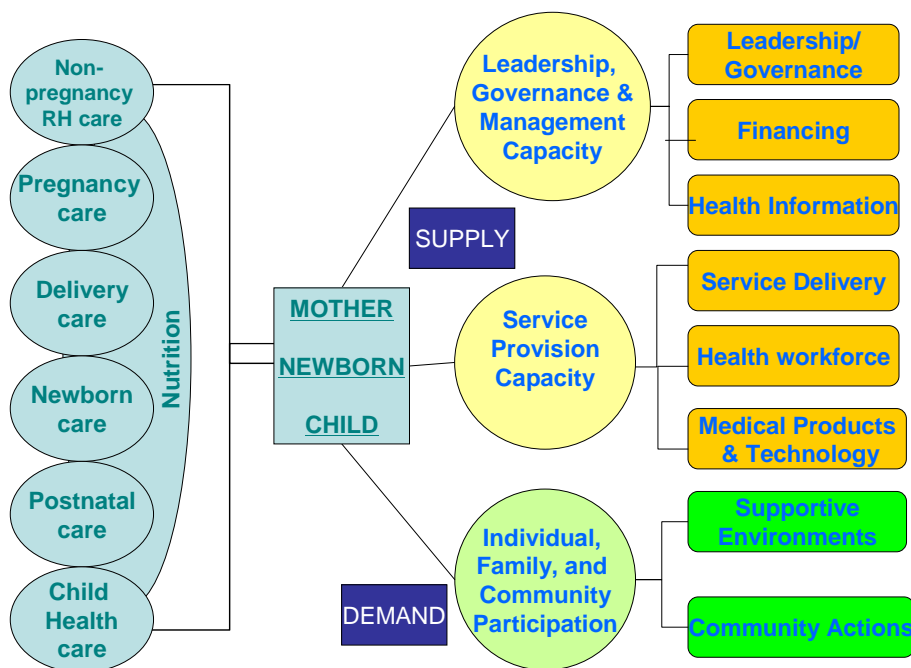 Non-
pregnancy
RH care
Pregnancy
care
Delivery
care
Newborn
care
Postnatal
care
Child
Health
care
Nutrition
MOTHER
NEWBORN
CHILD
SUPPLY
DEMAND
Leadership,
Governance &
Management
Capacity
Service
Provision
Capacity
Individual,
Family, and
Community
Participation
Leadership/
Governance
Financing
Health Information
Service Delivery
Health workforce
Medical Products
& Technology
Supportive
Environments
Community Actions